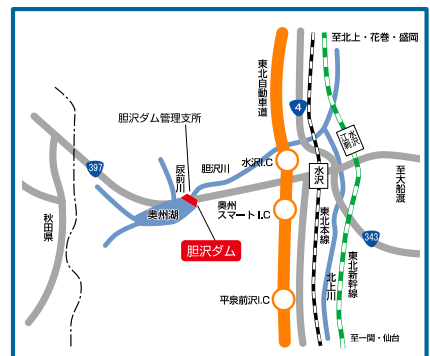 至北上・花巻・盛岡
東北自動車道
4
水沢江刺
胆沢ダム管理支所
397
尿前川
胆沢川
水沢I.C
水沢
至大船渡
秋田県
奥州湖
奥州
スマートI.C
胆沢ダム
東北本線
343
北上川
東北新幹線
平泉前沢I.C
至一関・仙台